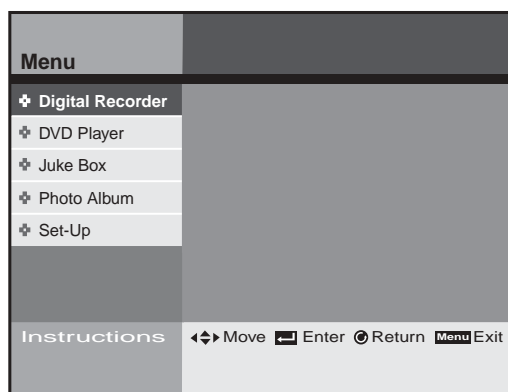 Menu
Digital Recorder
DVD Player
Juke Box
Photo Album
Set-Up
Instructions Move Enter Return Menu Exit